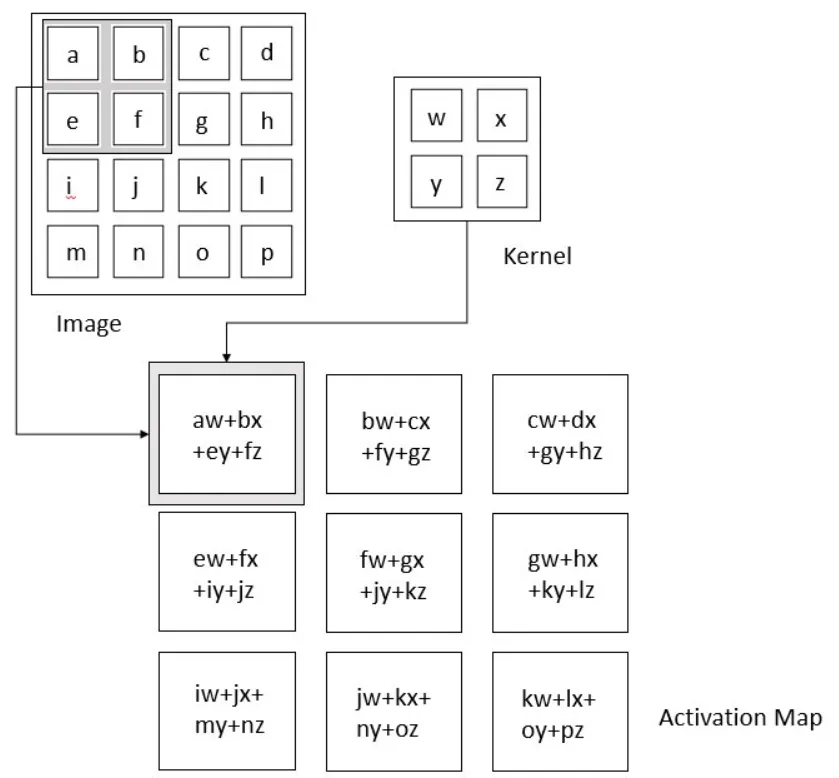 a b c d
e f g h
i j k l
m n o p
Image
w x
y z
Kernel
aw+bx
+ey+fz
bw+cx
+fy+gz
cw+dx
+gy+hz
ew+fx
+iy+jz
fw+gx
+jy+kz
gw+hx
+ky+lz
iw+jx+
my+nz
jw+kx+
ny+oz
kw+lx+
oy+pz
Activation Map